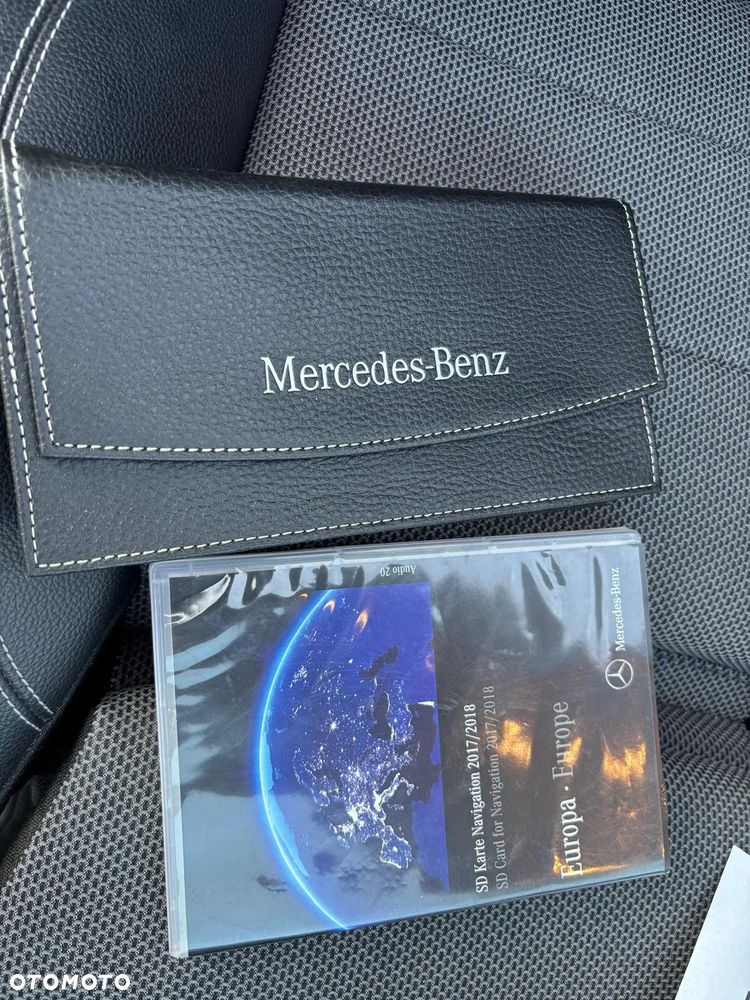 Mercedes-Benz
Audio 20
SD Karte Navigation 2017/2018
SD Card for Navigation 2017/2018
Europa · Europe
Mercedes-Benz
OTOMOTO